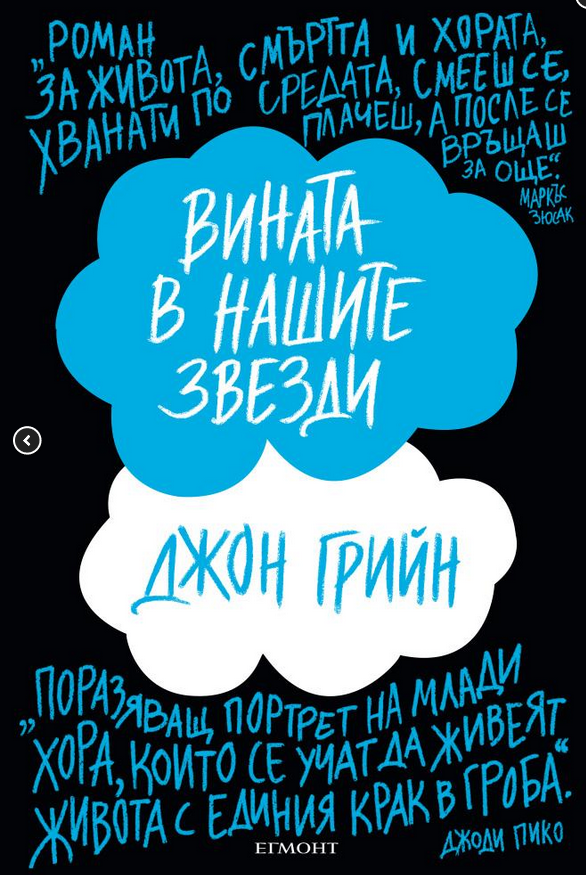 „РОМАН
ЗА ЖИВОТА, СМЪРТТА И ХОРАТА,
ХВАНАТИ ПО СРЕДАТА, СМЕЕШ СЕ,
ПЛАЧЕШ, А ПОСЛЕ СЕ
ВРЪЩАШ
ЗА ОЩЕ“.
МАРКЪС
ЗЮСАК
ВИНАТА
В НАШИТЕ
ЗВЕЗДИ
ДЖОН ГРИЙН
„ПОРАЗЯВАЩ ПОРТРЕТ НА МЛАДИ
ХОРА, КОИТО СЕ УЧАТ ДА ЖИВЕЯТ
ЖИВОТА С ЕДИНИЯ КРАК В ГРОБА.“
ДЖОДИ ПИКО
ЕГМОНТ